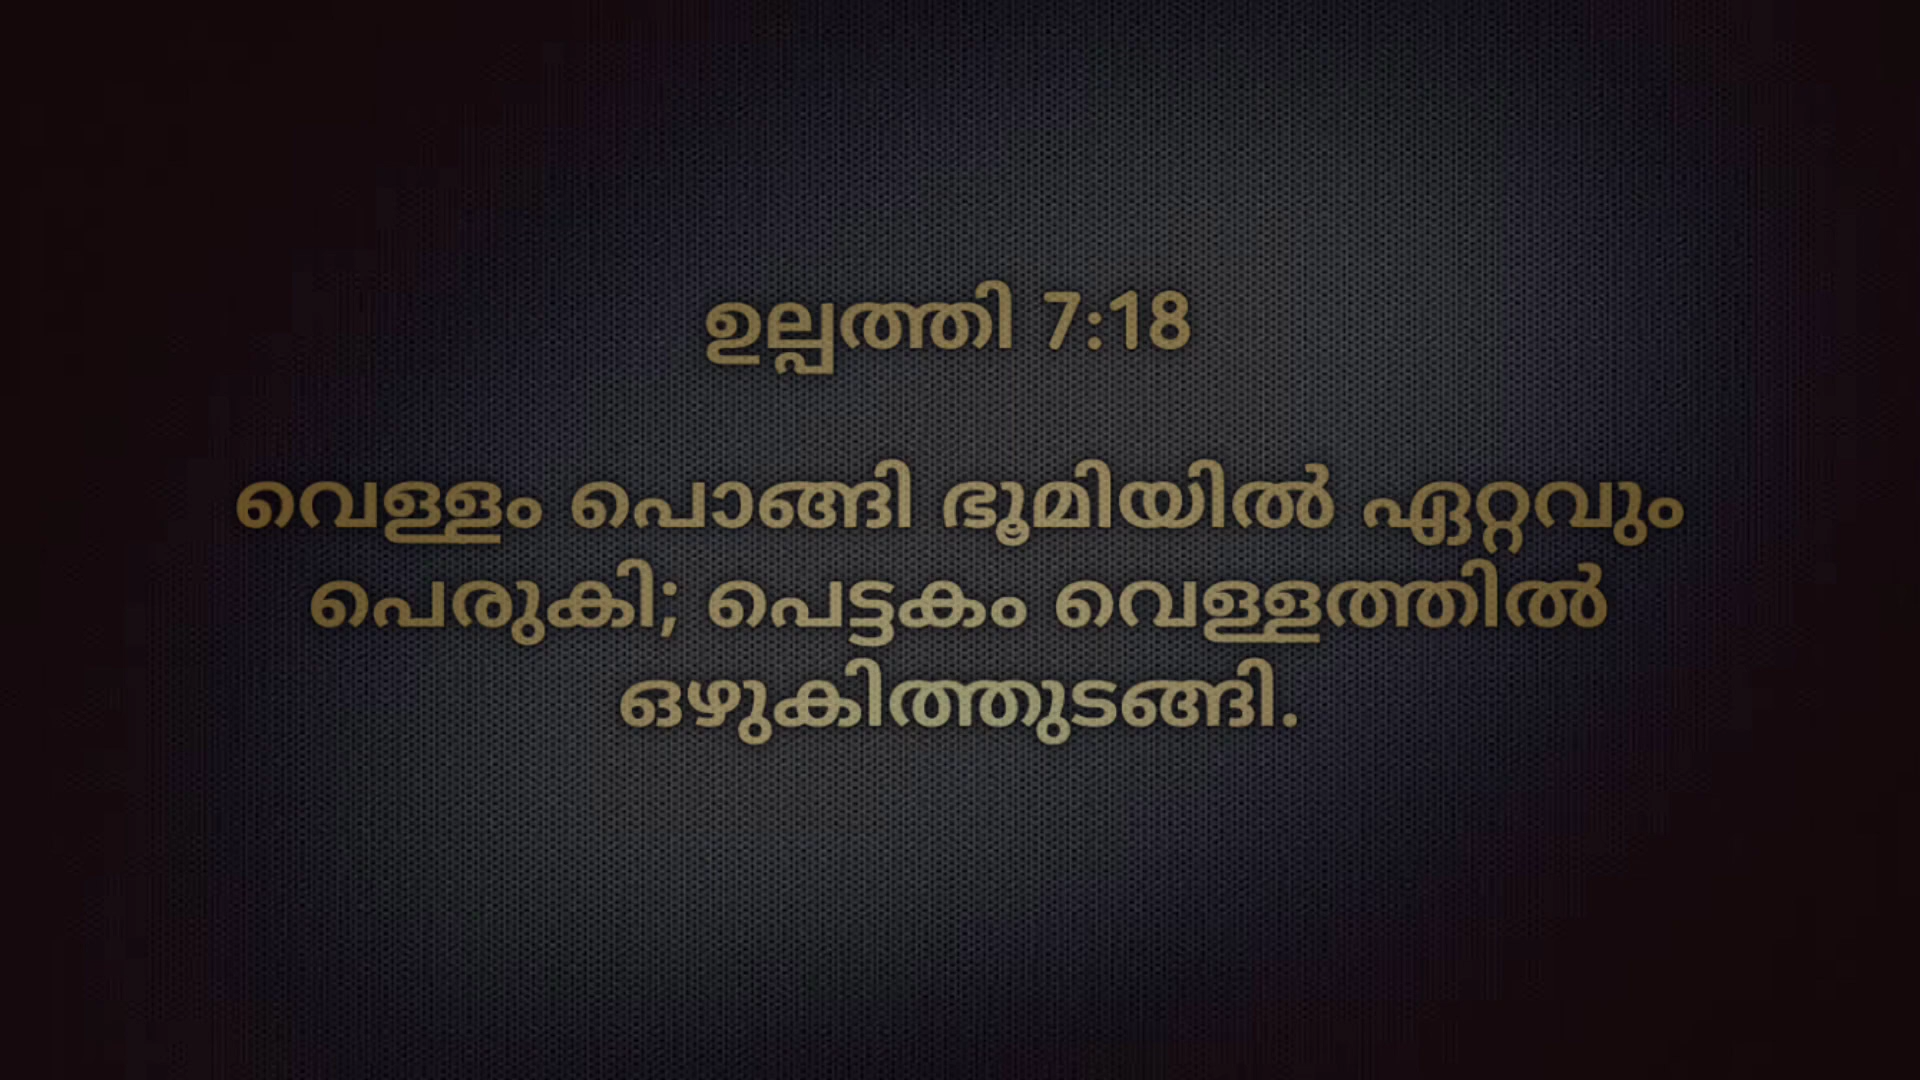 ഉല്പത്തി 7:18
വെള്ളം പൊങ്ങി ഭൂമിയിൽ ഏറ്റവും
പെരുകി; പെട്ടകം വെള്ളത്തിൽ
ഒഴുകിത്തുടങ്ങി.